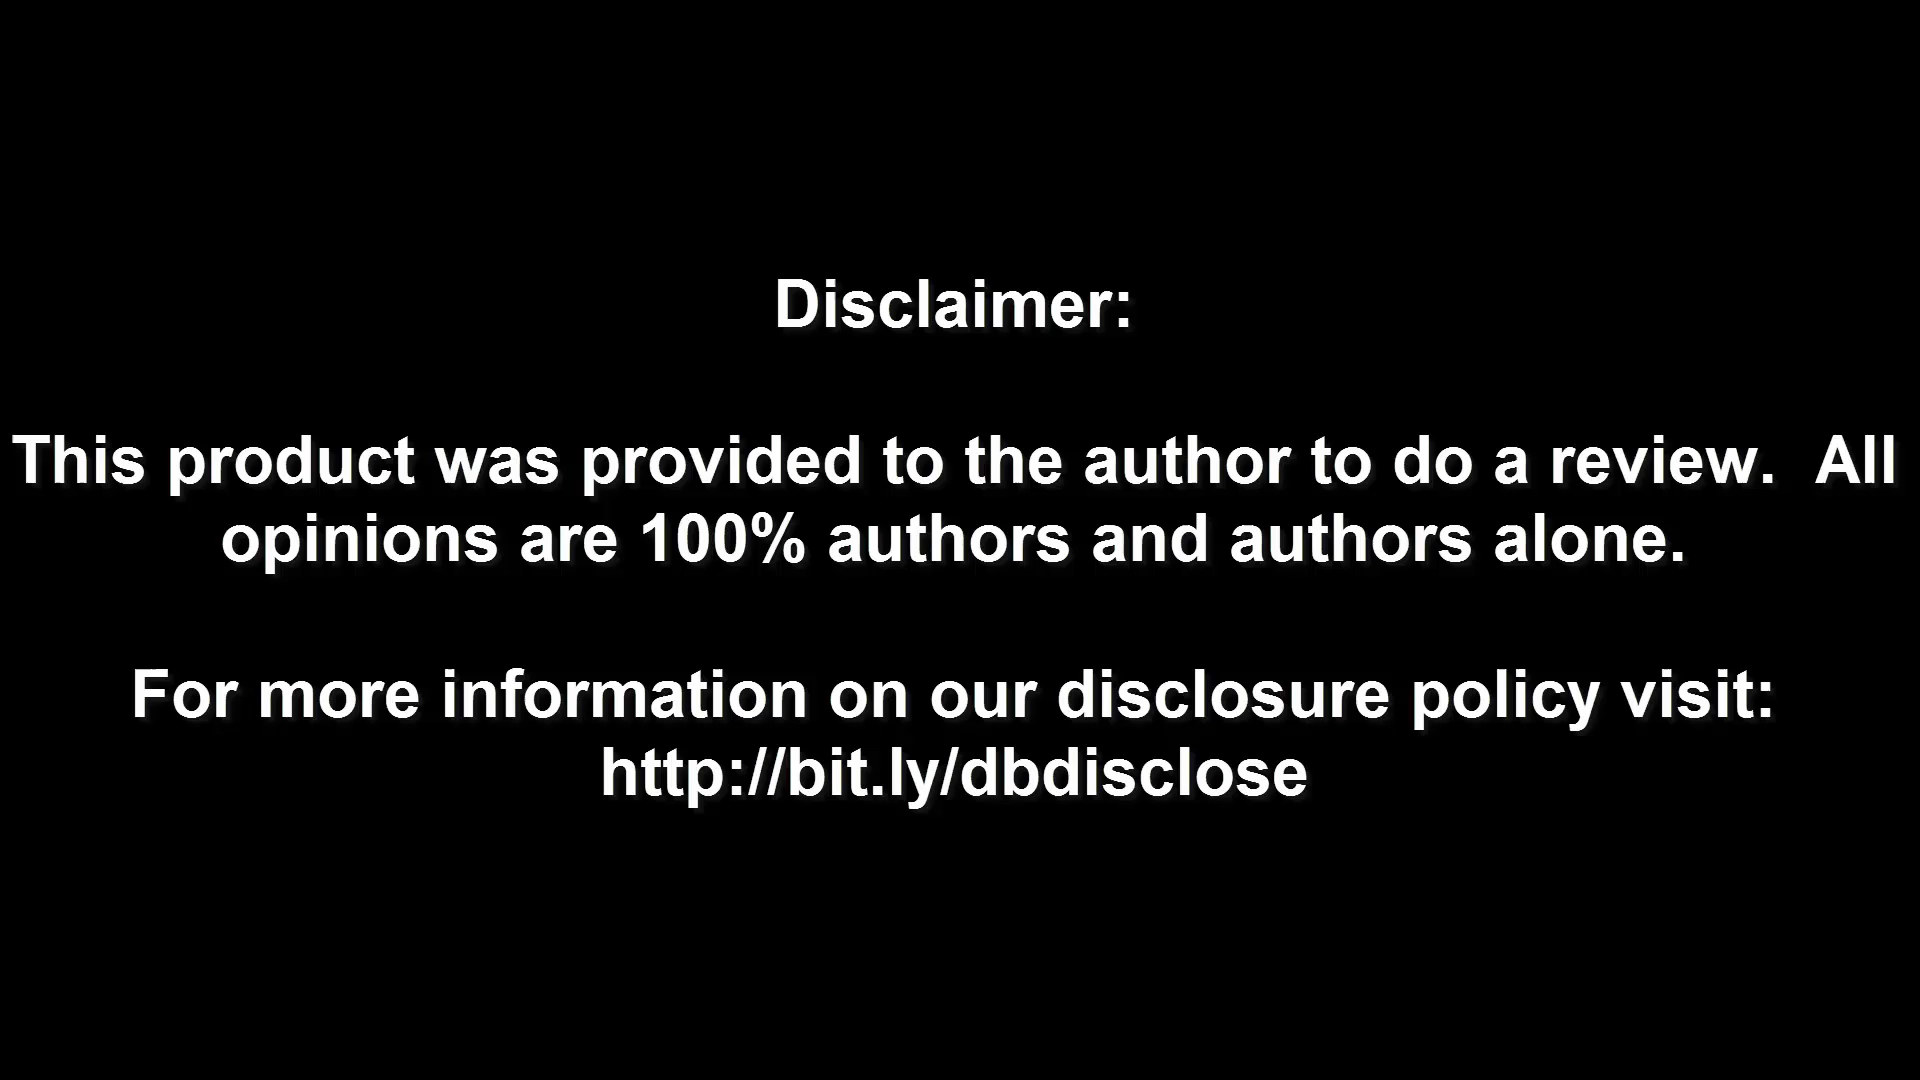 Disclaimer:
This product was provided to the author to do a review.  All
opinions are 100% authors and authors alone.
For more information on our disclosure policy visit:
http://bit.ly/dbdisclose